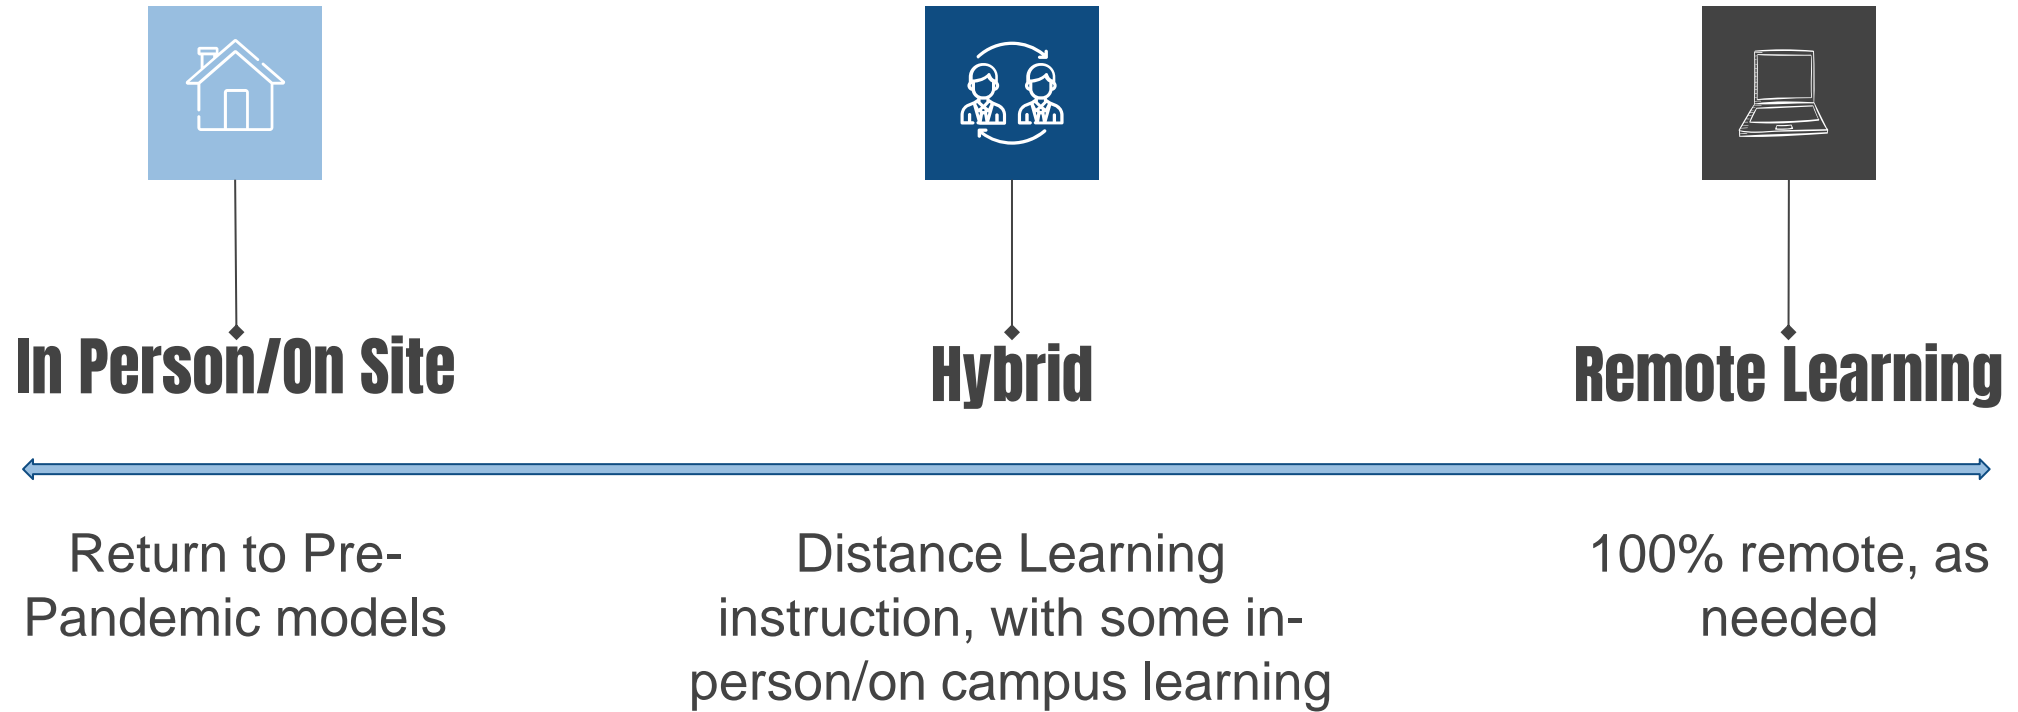 In Person/On Site
Hybrid
Remote Learning
Return to Pre-
Pandemic models
Distance Learning
instruction, with some in-
person/on campus learning
100% remote, as
needed